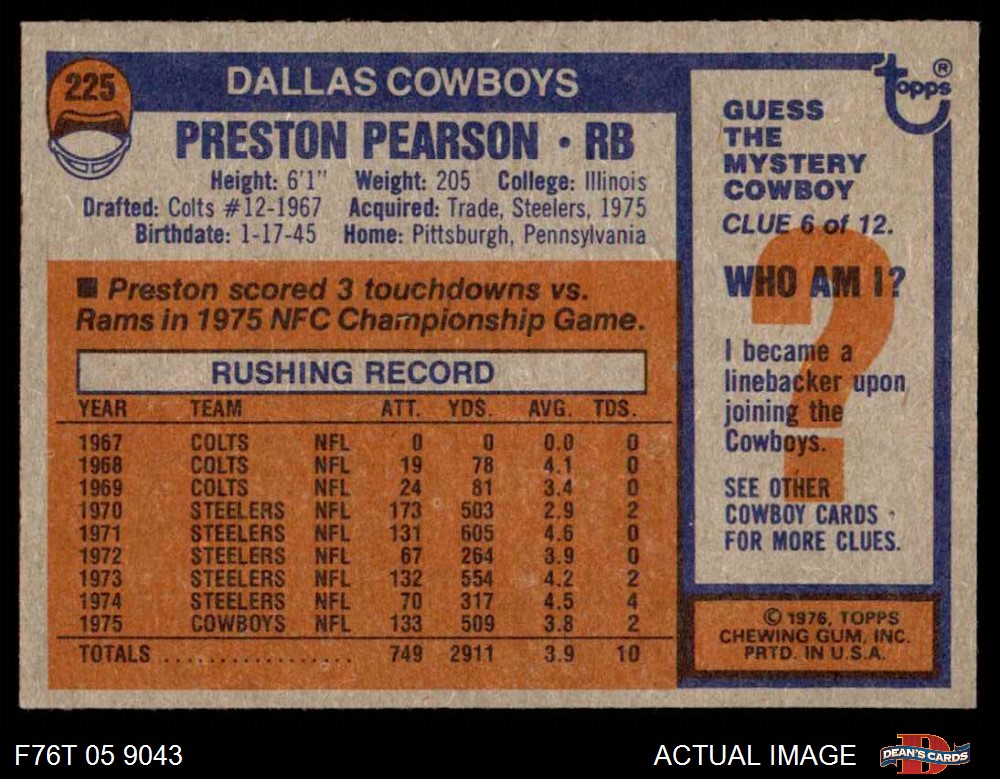 225
DALLAS COWBOYS
PRESTON PEARSON • RB
Height: 6'1" Weight: 205 College: Illinois
Drafted: Colts #12-1967 Acquired: Trade, Steelers, 1975
Birthdate: 1-17-45 Home: Pittsburgh, Pennsylvania
■ Preston scored 3 touchdowns vs.
Rams in 1975 NFC Championship Game.
RUSHING RECORD
YEAR TEAM ATT. YDS. AVG. TDS.
1967 COLTS NFL 0 0 0.0 0
1968 COLTS NFL 19 78 4.1 0
1969 COLTS NFL 24 81 3.4 0
1970 STEELERS NFL 173 503 2.9 2
1971 STEELERS NFL 131 605 4.6 0
1972 STEELERS NFL 67 264 3.9 0
1973 STEELERS NFL 132 554 4.2 2
1974 STEELERS NFL 70 317 4.5 4
1975 COWBOYS NFL 133 509 3.8 2
TOTALS .................. 749 2911 3.9 10
topps®
GUESS
THE
MYSTERY
COWBOY
CLUE 6 of 12.
WHO AM I?
?
I became a
linebacker upon
joining the
Cowboys.
SEE OTHER
COWBOY CARDS
FOR MORE CLUES.
© 1976, TOPPS
CHEWING GUM, INC.
PRTD. IN U.S.A.
F76T 05 9043
ACTUAL IMAGE
DEAN'S CARDS